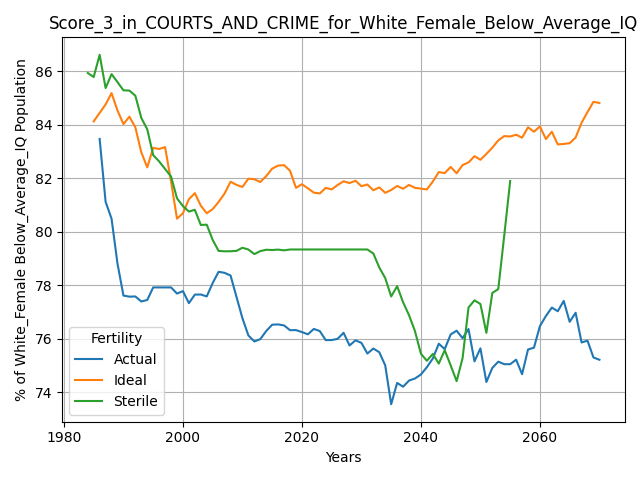 Score_3_in_COURTS_AND_CRIME_for_White_Female_Below_Average_IQ
% of White_Female Below_Average_IQ Population
86
84
82
80
78
76
74
Fertility
Actual
Ideal
Sterile
1980
2000
2020
2040
2060
Years